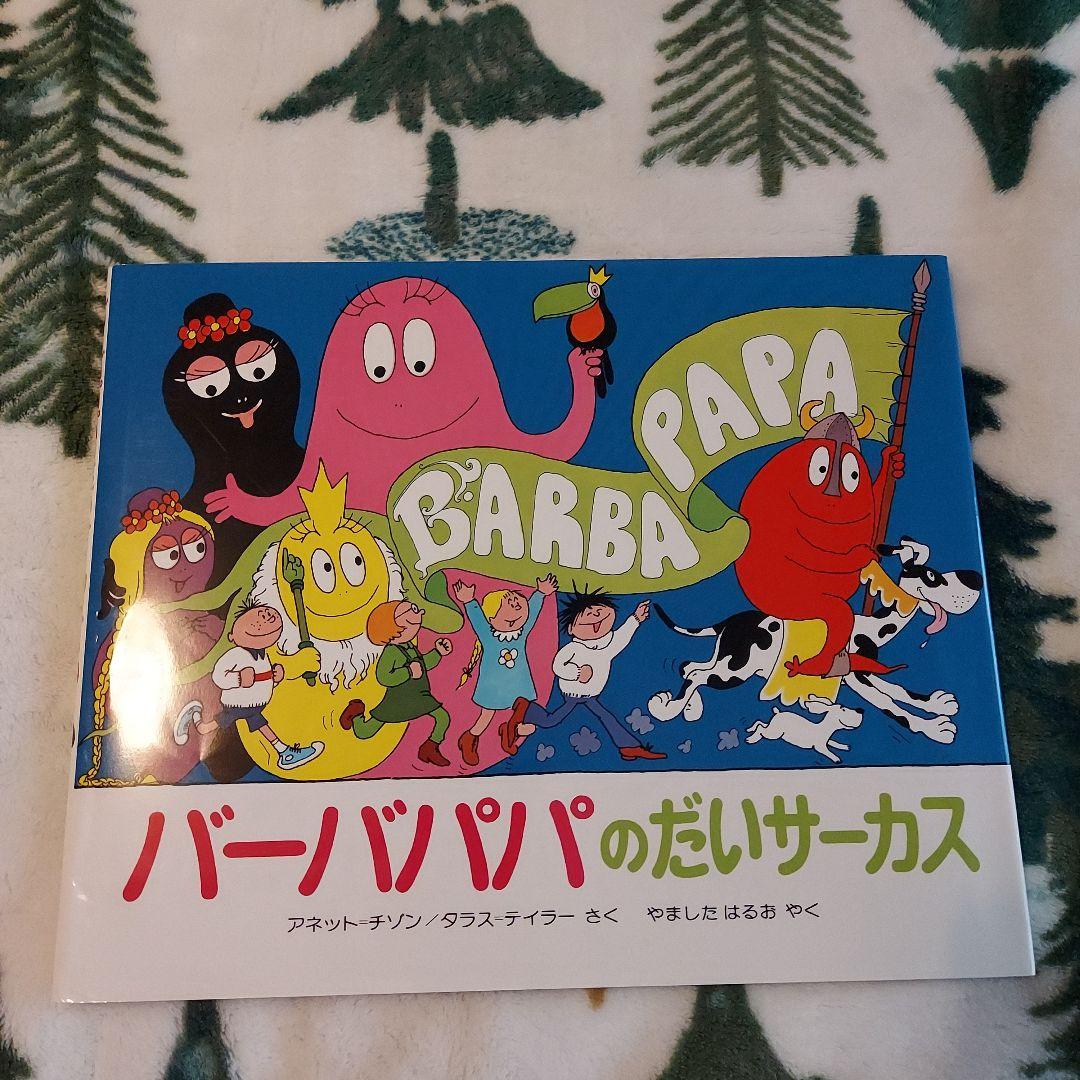 BARBA PAPA
バーバパパのだいサーカス
アネット=チゾン/タラス=テイラー さく やました はるお やく